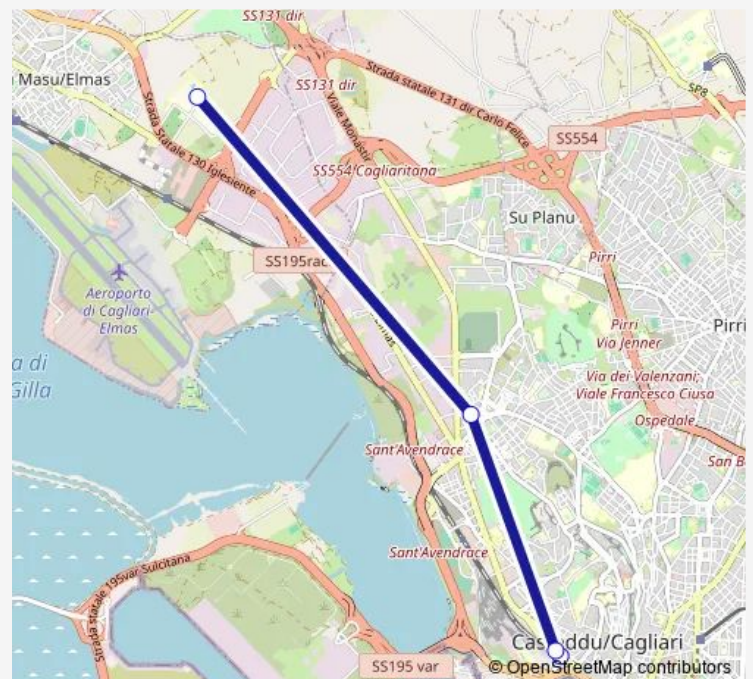 SS131 dir
Masu/Elmas
SS131 dir
Strada statale 131 dir Carlo Felice
SP8
Viale Monastir
Strada Statale 130 Iglesiente
SS554
SS554 Cagliaritana
Su Planu
SS195rac
Pirri
Aeroporto
di Cagliari-
Elmas
Pirri
Via Jenner
Pirri
a di
Gilla
Via dei Valenzani;
Viale Francesco Ciusa
Ospedale
Sant'Avendrace
San B
Sant'Avendrace
Strada statale 195var Sulcitana
Casteddu/Cagliari
SS195 var
© OpenStreetMap contributors